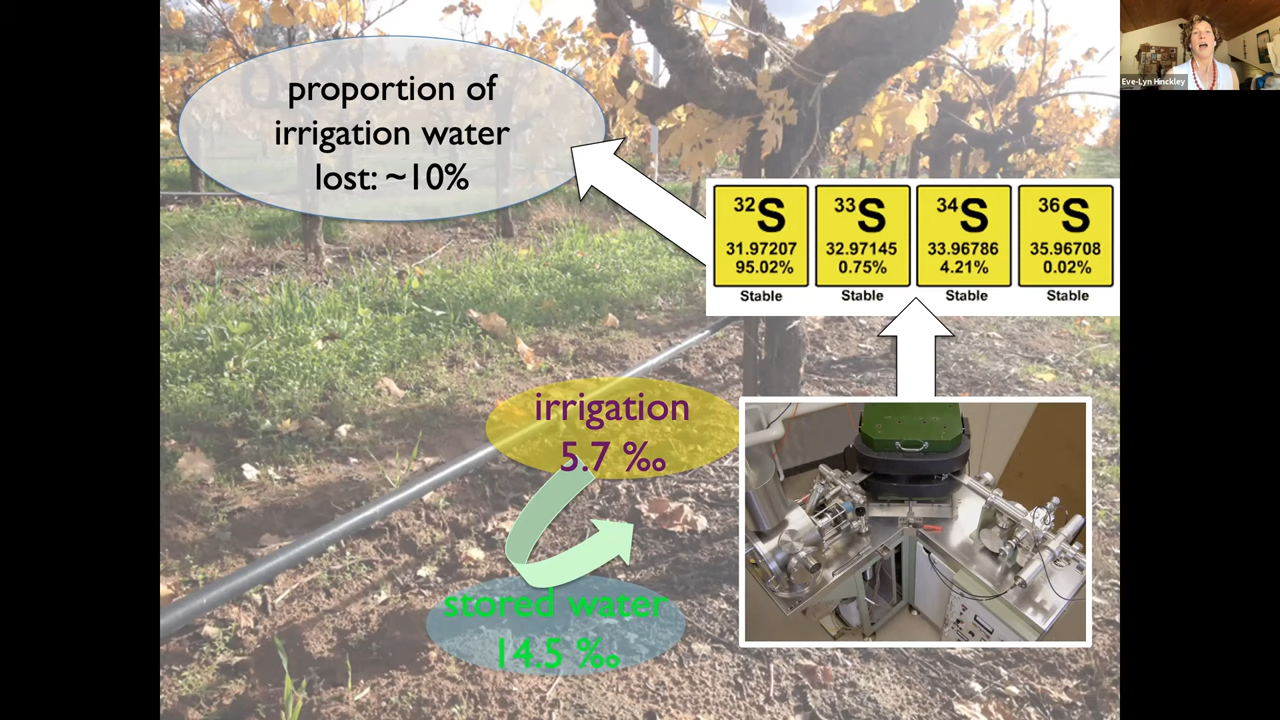 proportion of
irrigation water
lost: ~10%
Eve-Lyn Hinckley
32S 33S 34S 36S
31.97207 32.97145 33.96786 35.96708
95.02% 0.75% 4.21% 0.02%
Stable Stable Stable Stable
irrigation
5.7 ‰
stored water
14.5 ‰